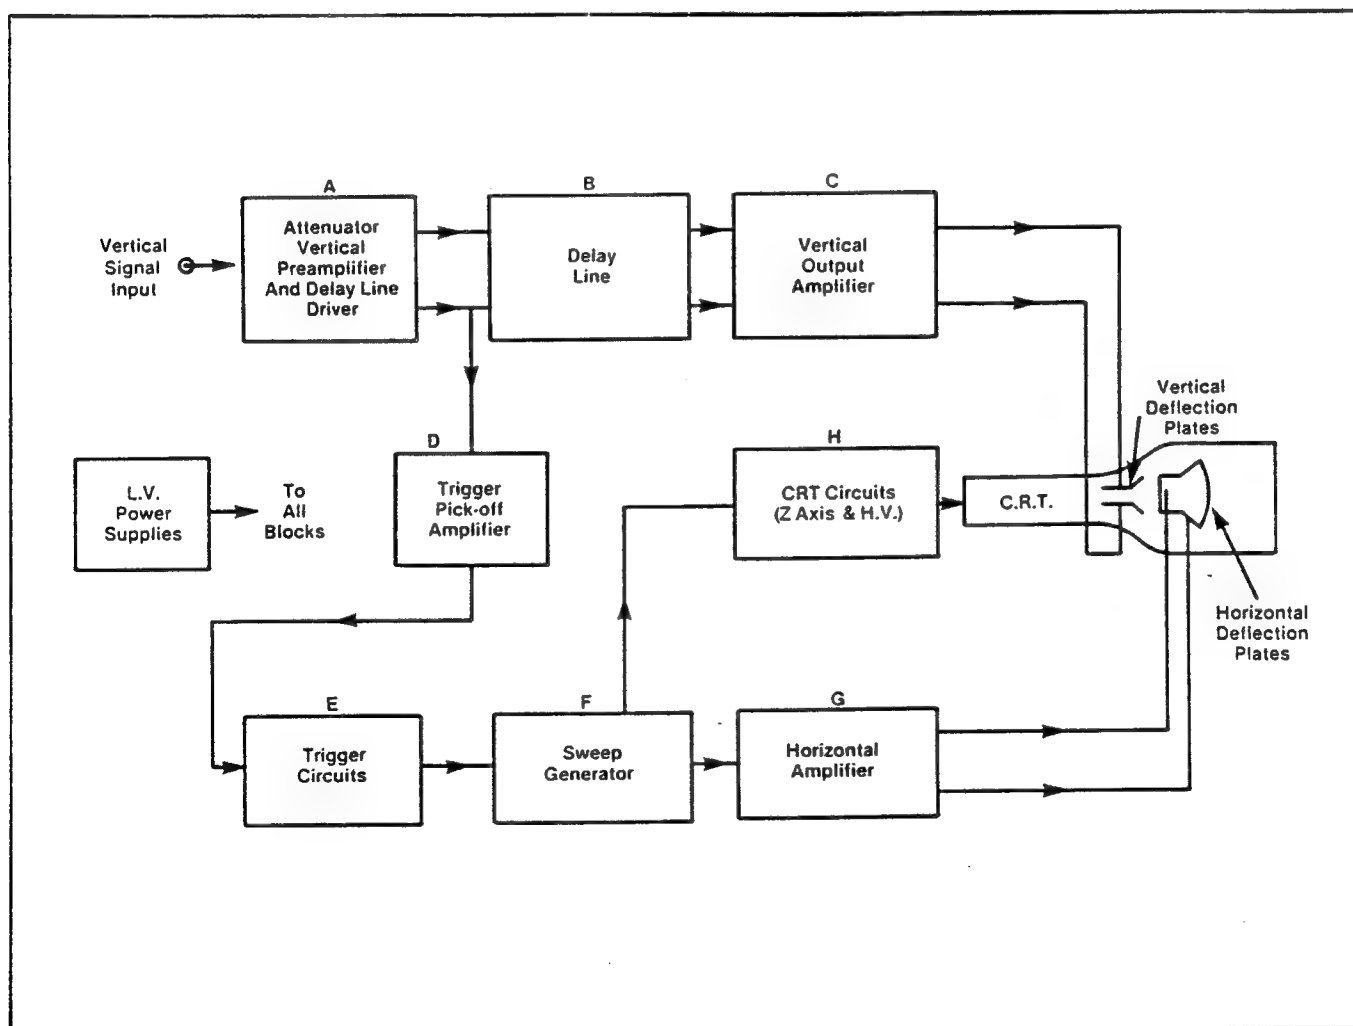 A
Attenuator
Vertical
Preamplifier
And Delay Line
Driver
B
Delay
Line
C
Vertical
Output
Amplifier
Vertical
Signal
Input
Vertical
Deflection
Plates
D
Trigger
Pick-off
Amplifier
H
CRT Circuits
(Z Axis & H.V.)
C.R.T.
L.V.
Power
Supplies
To
All
Blocks
Horizontal
Deflection
Plates
E
Trigger
Circuits
F
Sweep
Generator
G
Horizontal
Amplifier